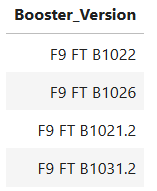 Booster_Version
F9 FT B1022
F9 FT B1026
F9 FT B1021.2
F9 FT B1031.2